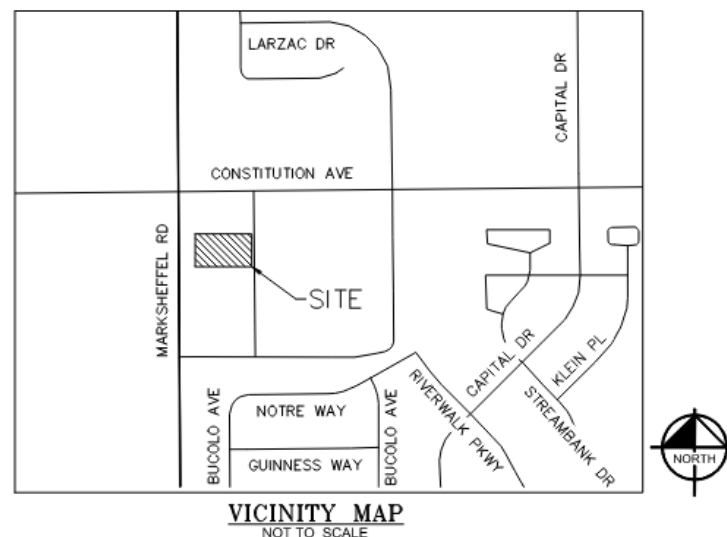 LARZAC DR
CAPITAL DR
CONSTITUTION AVE
MARKSHEFFEL RD
SITE
CAPITAL DR
KLEIN PL
BUCOLO AVE
NOTRE WAY
BUCOLO AVE
RIVERWALK PKWY
STREAMBANK DR
GUINNESS WAY
NORTH
VICINITY MAP
NOT TO SCALE